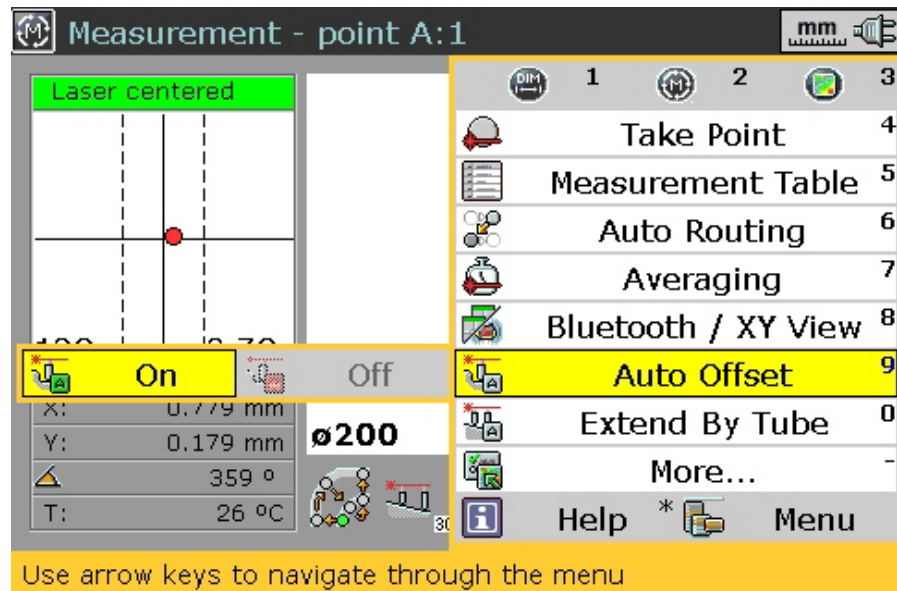 Measurement - point A:1
mm
Laser centered
1 2 3
Take Point 4
Measurement Table 5
Auto Routing 6
Averaging 7
Bluetooth / XY View 8
On Off
Auto Offset 9
X: 0.779 mm
Y: 0.179 mm
359 º
T: 26 ºC
ø200
30
Extend By Tube 0
More... -
Help * Menu
Use arrow keys to navigate through the menu